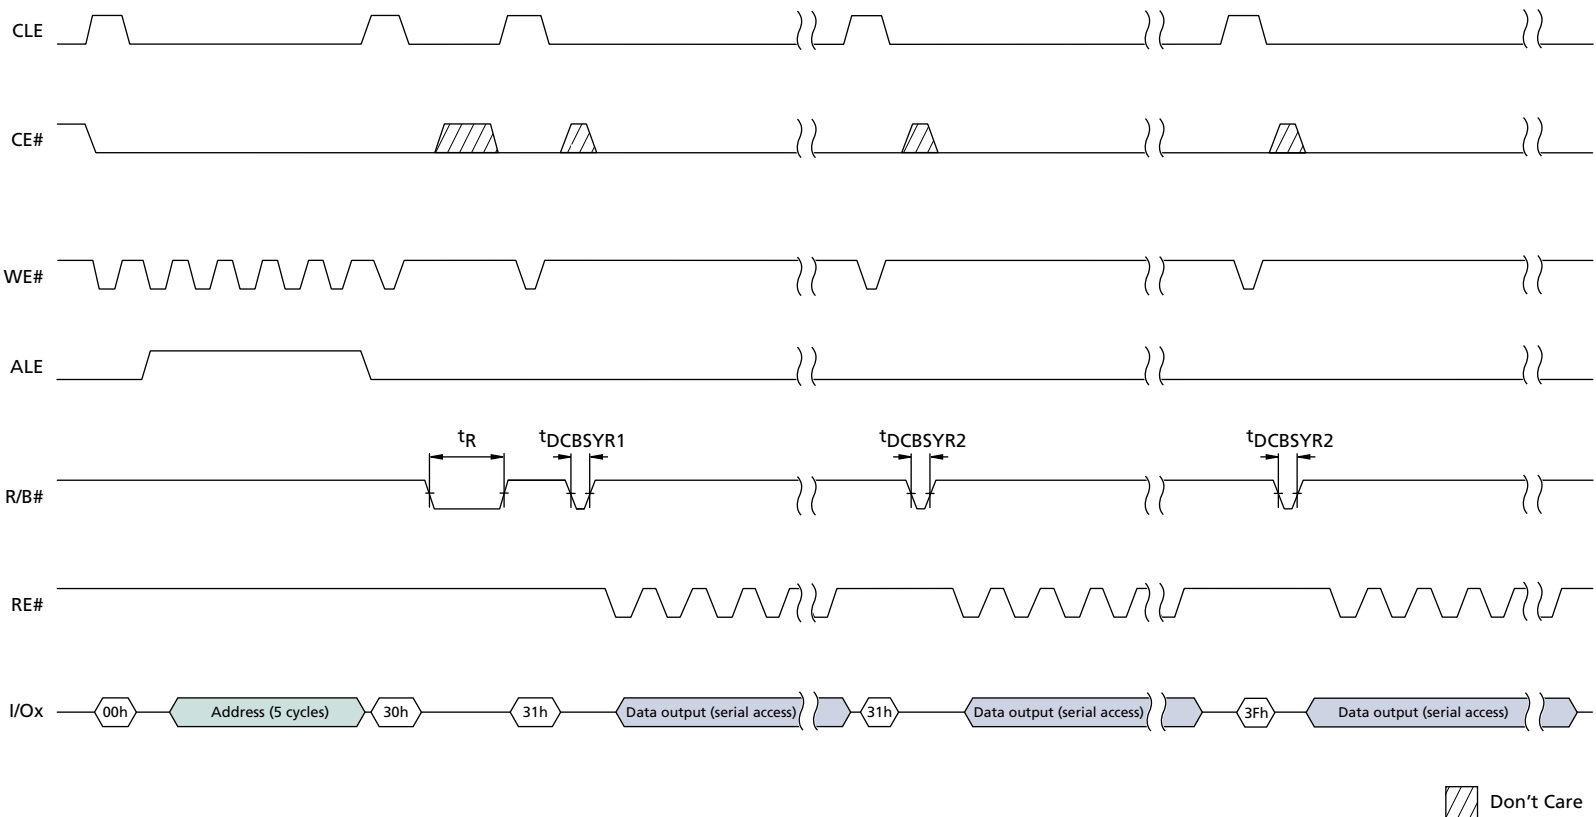 CLE
CE#
WE#
ALE
tR tDCBSYR1 tDCBSYR2 tDCBSYR2
R/B#
RE#
I/Ox 00h Address (5 cycles) 30h 31h Data output (serial access) 31h Data output (serial access) 3Fh Data output (serial access)
Don't Care